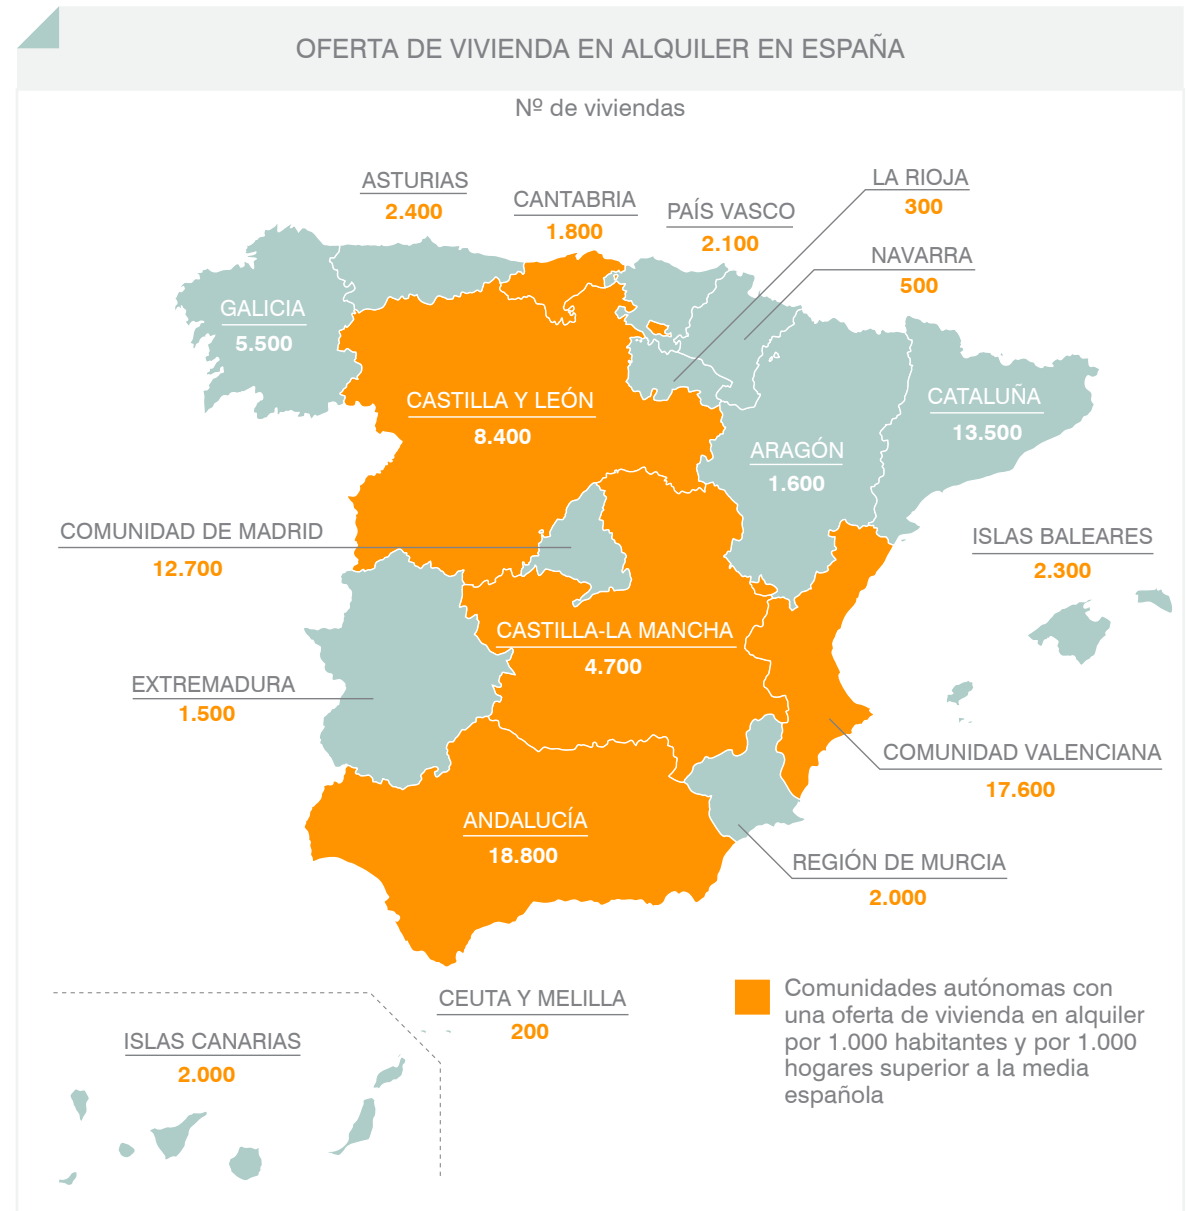 OFERTA DE VIVIENDA EN ALQUILER EN ESPAÑA
Nº de viviendas
ASTURIAS
2.400
CANTABRIA
1.800
PAÍS VASCO
2.100
LA RIOJA
300
NAVARRA
500
GALICIA
5.500
CASTILLA Y LEÓN
8.400
ARAGÓN
1.600
CATALUÑA
13.500
COMUNIDAD DE MADRID
12.700
ISLAS BALEARES
2.300
CASTILLA-LA MANCHA
4.700
EXTREMADURA
1.500
COMUNIDAD VALENCIANA
17.600
ANDALUCÍA
18.800
REGIÓN DE MURCIA
2.000
CEUTA Y MELILLA
200
ISLAS CANARIAS
2.000
Comunidades autónomas con
una oferta de vivienda en alquiler
por 1.000 habitantes y por 1.000
hogares superior a la media
española